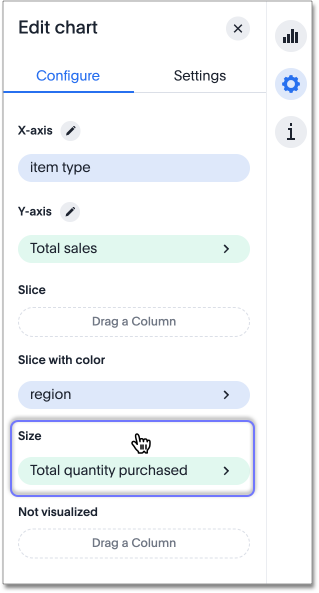 Edit chart
Configure
Settings
X-axis
item type
Y-axis
Total sales
Slice
Drag a Column
Slice with color
region
Size
Total quantity purchased
Not visualized
Drag a Column